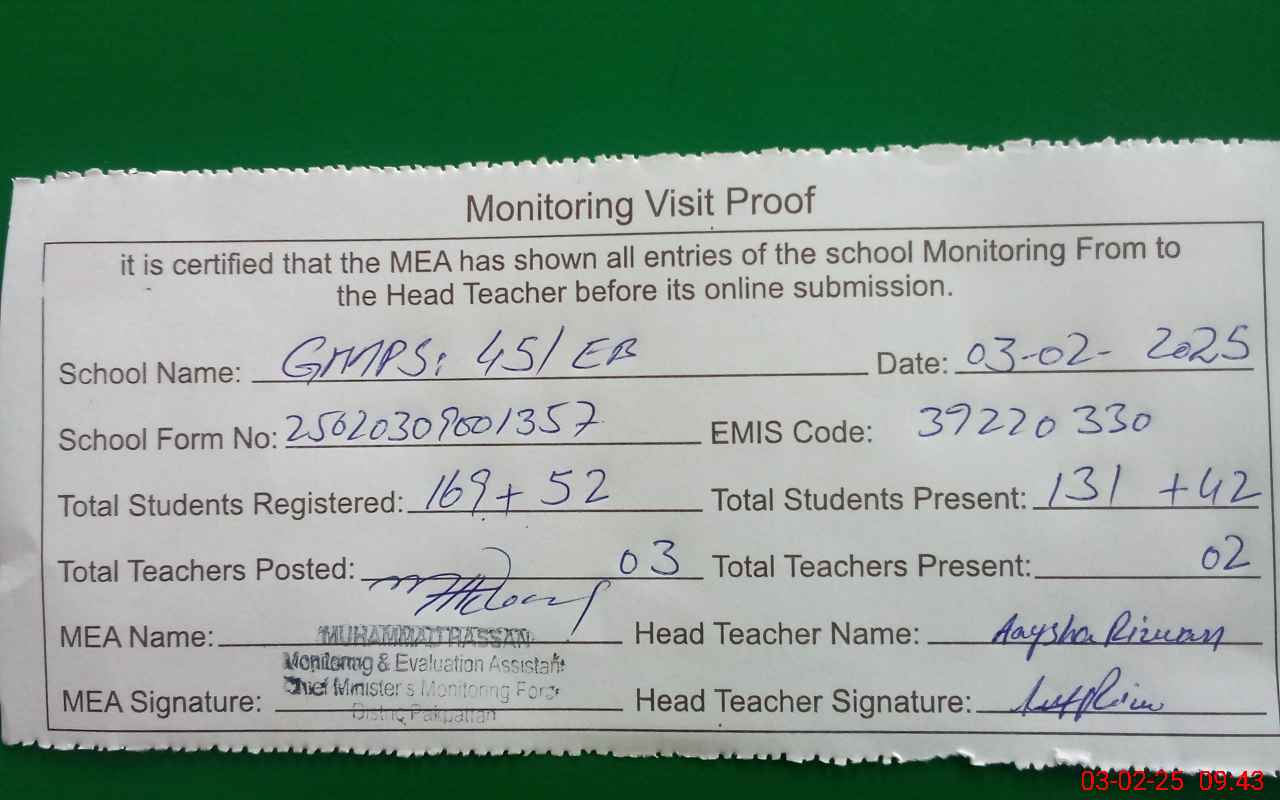 Monitoring Visit Proof
it is certified that the MEA has shown all entries of the school Monitoring From to
the Head Teacher before its online submission.
School Name: GMPS: 45/EB Date: 03-02-2025
School Form No: 25020309001357 EMIS Code: 39220330
Total Students Registered: 169+52 Total Students Present: 131+42
Total Teachers Posted: 03 Total Teachers Present: 02
MEA Name: MUHAMMAD HASSAN Head Teacher Name: Aaysha Rizwan
Monitoring & Evaluation Assistant
Chief Minister's Monitoring Force
MEA Signature: Head Teacher Signature:
District Pakpattan
03-02-25 09:43